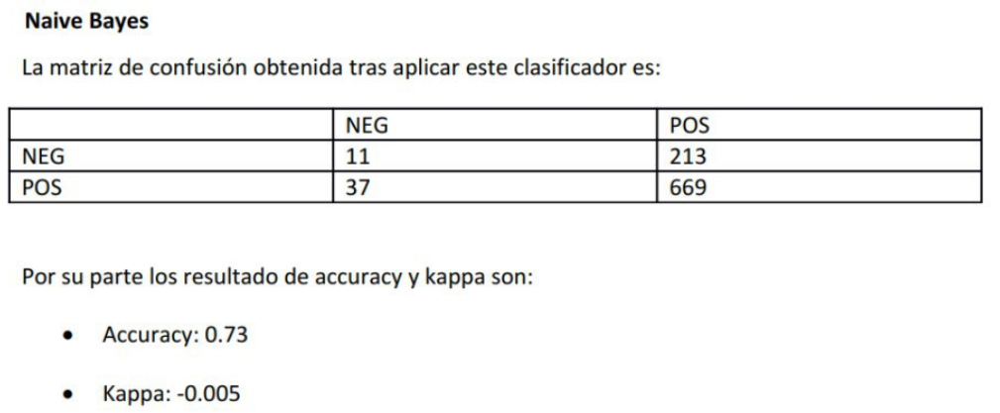 Naive Bayes
La matriz de confusión obtenida tras aplicar este clasificador es:
NEG POS
NEG 11 213
POS 37 669
Por su parte los resultado de accuracy y kappa son:
• Accuracy: 0.73
• Kappa: -0.005